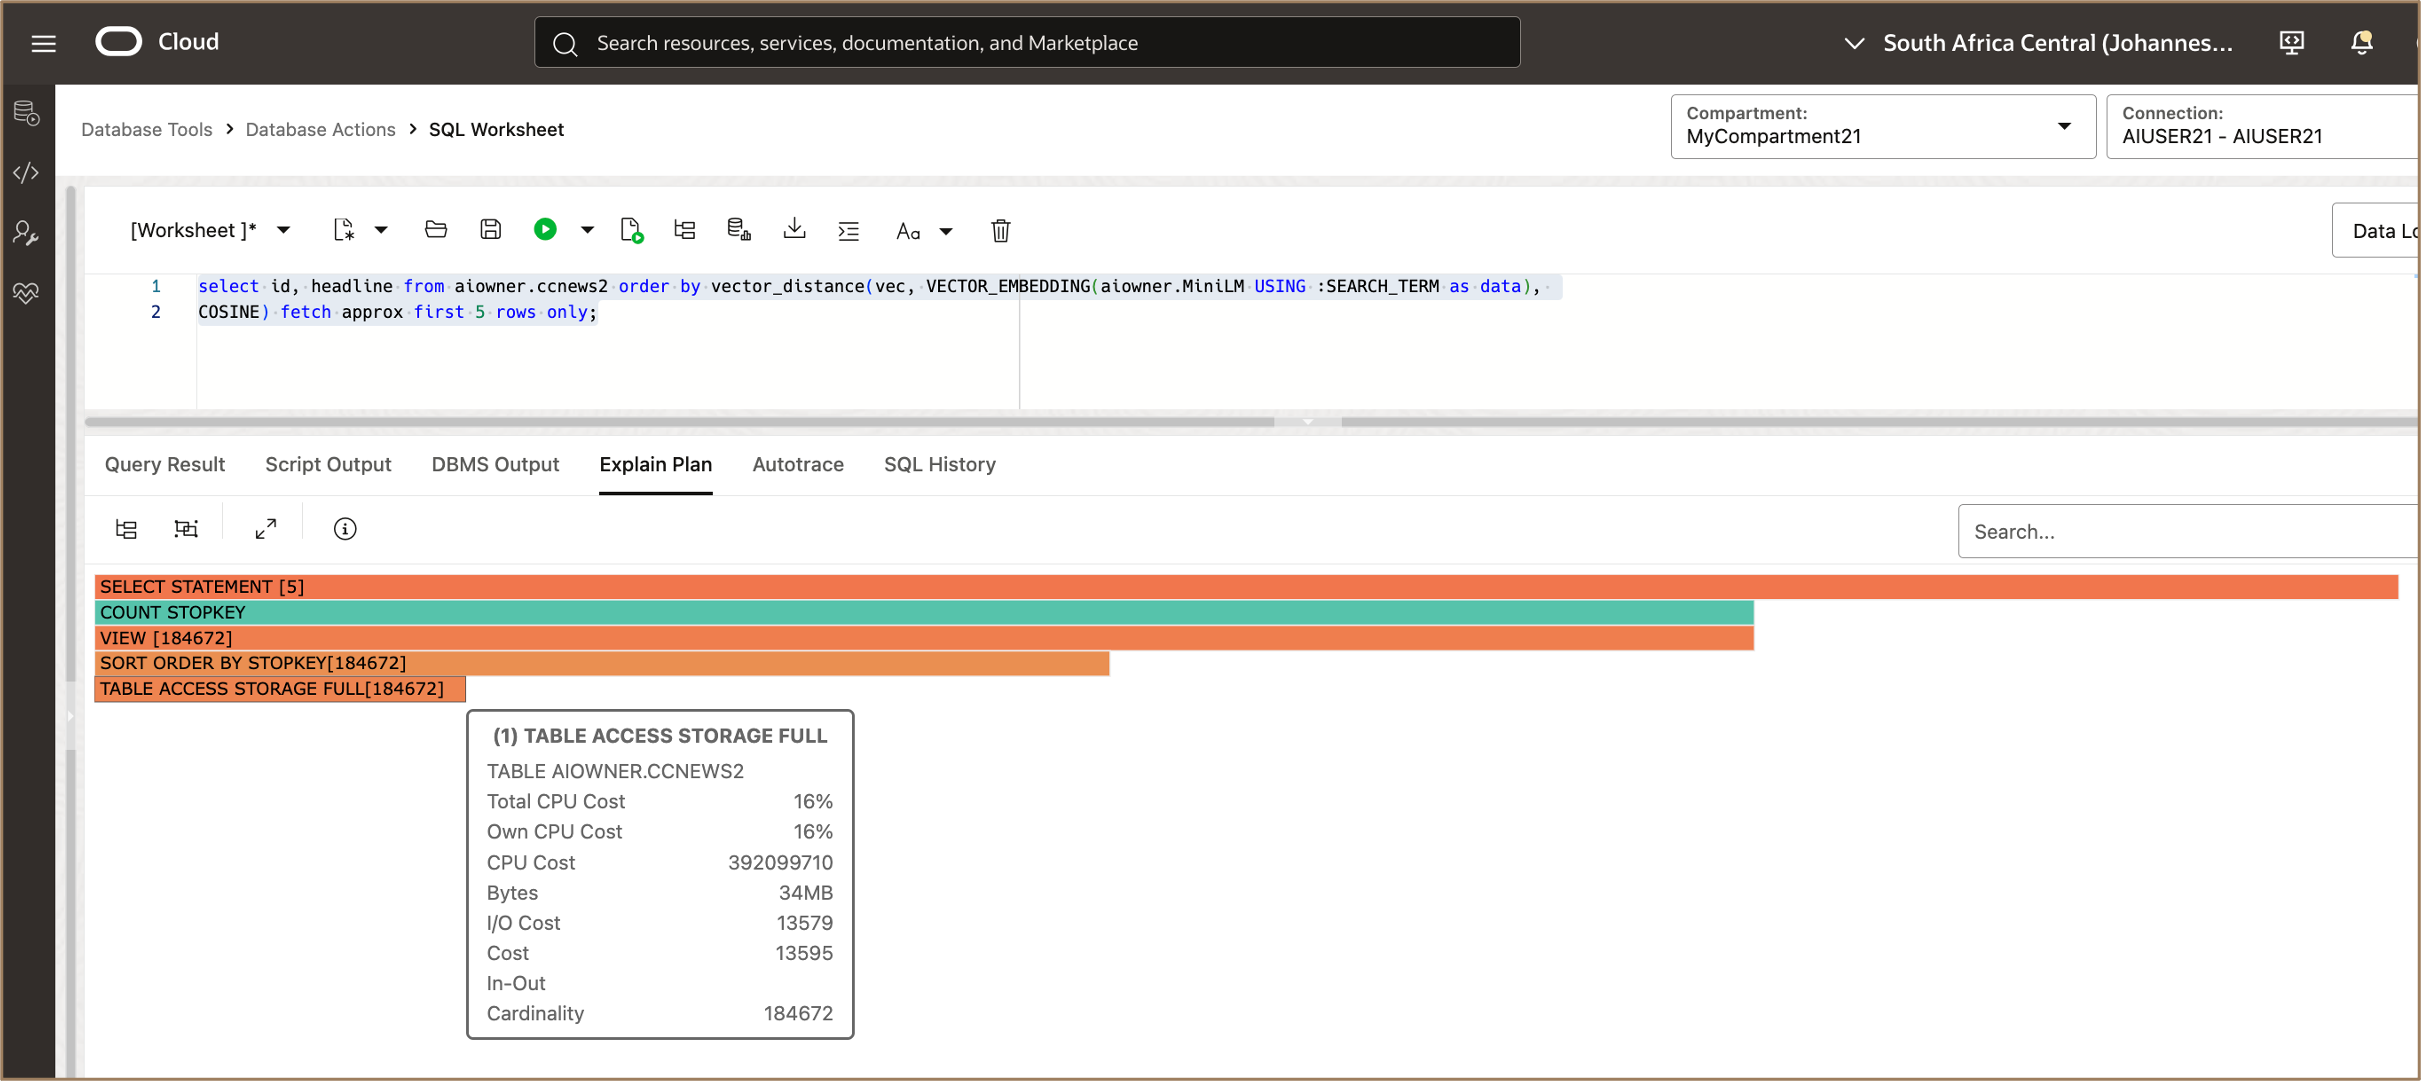 Cloud
Search resources, services, documentation, and Marketplace
South Africa Central (Johannes...
Database Tools > Database Actions > SQL Worksheet
Compartment:
MyCompartment21
Connection:
AIUSER21 - AIUSER21
[Worksheet ]*
Aa
Data Lo
1 select id, headline from aiowner.ccnews2 order by vector_distance(vec, VECTOR_EMBEDDING(aiowner.MiniLM USING :SEARCH_TERM as data),
2 COSINE) fetch approx first 5 rows only;
Query Result
Script Output
DBMS Output
Explain Plan
Autotrace
SQL History
Search...
SELECT STATEMENT [5]
COUNT STOPKEY
VIEW [184672]
SORT ORDER BY STOPKEY[184672]
TABLE ACCESS STORAGE FULL[184672]
(1) TABLE ACCESS STORAGE FULL
TABLE AIOWNER.CCNEWS2
Total CPU Cost 16%
Own CPU Cost 16%
CPU Cost 392099710
Bytes 34MB
I/O Cost 13579
Cost 13595
In-Out
Cardinality 184672